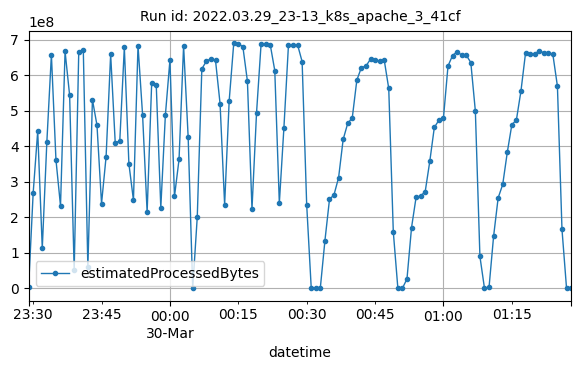 Run id: 2022.03.29_23-13_k8s_apache_3_41cf
1e8
7
6
5
4
3
2
1
0
estimatedProcessedBytes
23:30 23:45 00:00 00:15 00:30 00:45 01:00 01:15
30-Mar
datetime